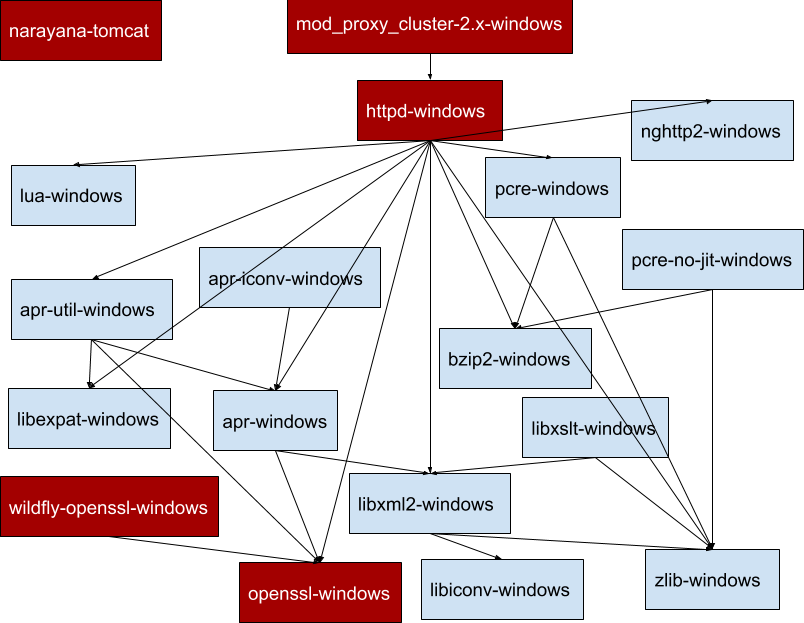 mod_proxy_cluster-2.x-windows
narayana-tomcat
httpd-windows
nghttp2-windows
pcre-windows
lua-windows
pcre-no-jit-windows
apr-iconv-windows
apr-util-windows
bzip2-windows
libexpat-windows
apr-windows
libxslt-windows
wildfly-openssl-windows
libxml2-windows
zlib-windows
libiconv-windows
openssl-windows